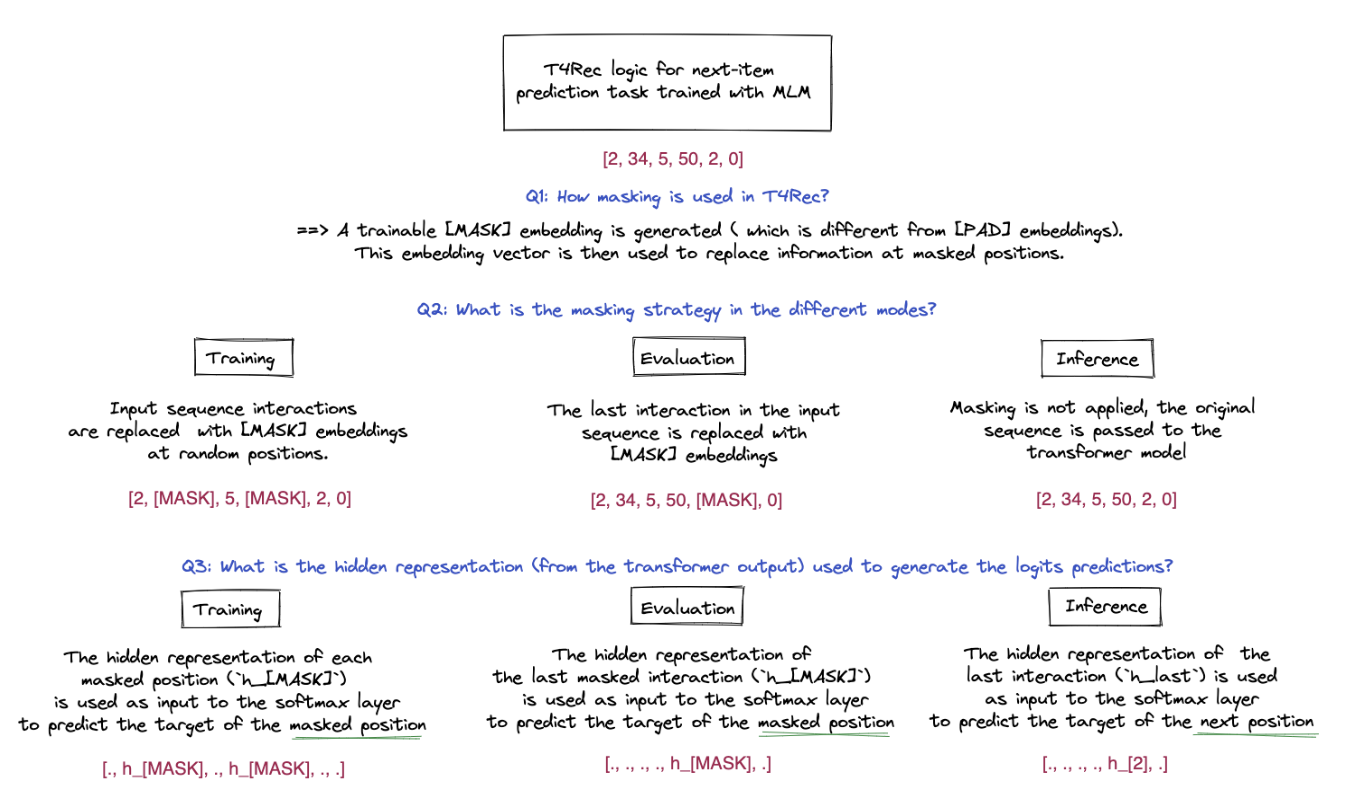 T4Rec logic for next-item
prediction task trained with MLM
[2, 34, 5, 50, 2, 0]
Q1: How masking is used in T4Rec?
==> A trainable [MASK] embedding is generated ( which is different from [PAD] embeddings).
This embedding vector is then used to replace information at masked positions.
Q2: What is the masking strategy in the different modes?
Training
Input sequence interactions
are replaced with [MASK] embeddings
at random positions.
[2, [MASK], 5, [MASK], 2, 0]
Evaluation
The last interaction in the input
sequence is replaced with
[MASK] embeddings
[2, 34, 5, 50, [MASK], 0]
Inference
Masking is not applied, the original
sequence is passed to the
transformer model
[2, 34, 5, 50, 2, 0]
Q3: What is the hidden representation (from the transformer output) used to generate the logits predictions?
Training
The hidden representation of each
masked position (`h_[MASK]`)
is used as input to the softmax layer
to predict the target of the masked position
[., h_[MASK], ., h_[MASK], ., .]
Evaluation
The hidden representation of
the last masked interaction (`h_[MASK]`)
is used as input to the softmax layer
to predict the target of the masked position
[., ., ., ., h_[MASK], .]
Inference
The hidden representation of the
last interaction (`h_last`) is used
as input to the softmax layer
to predict the target of the next position
[., ., ., ., h_[2], .]